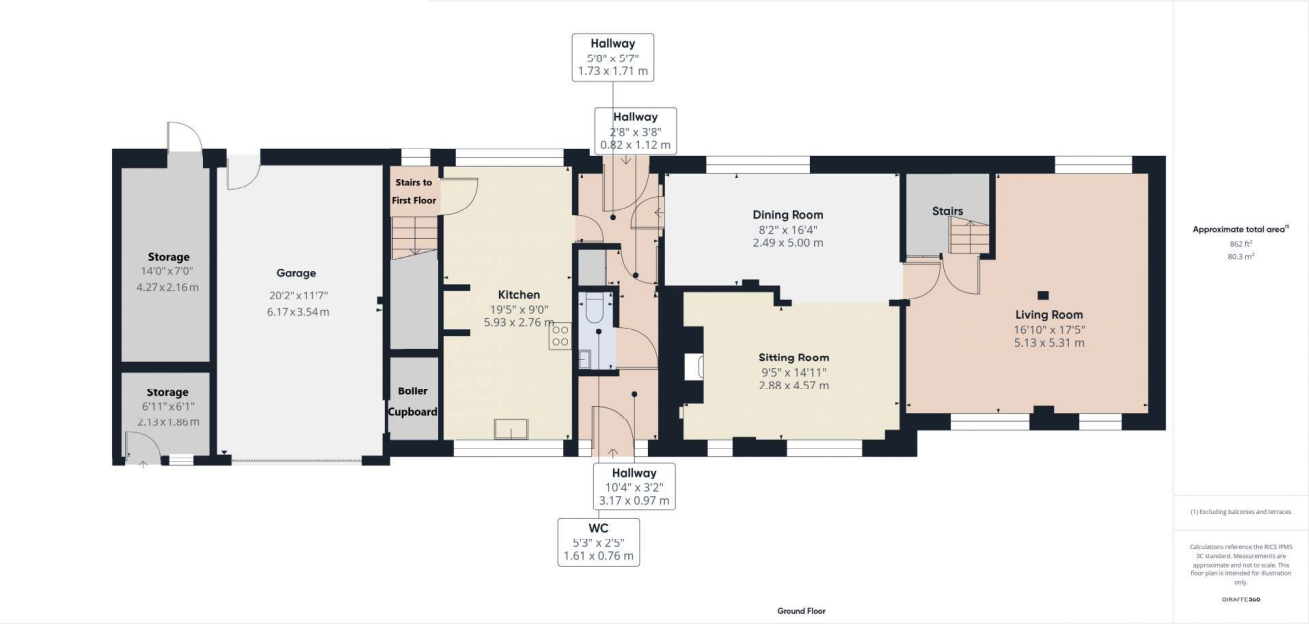 Hallway
5'8" x 5'7"
1.73 x 1.71 m
Hallway
2'8" x 3'8"
0.82 x 1.12 m
Stairs to
First Floor
Storage
14'0" x 7'0"
4.27 x 2.16 m
Garage
20'2" x 11'7"
6.17 x 3.54 m
Kitchen
19'5" x 9'0"
5.93 x 2.76 m
Dining Room
8'2" x 16'4"
2.49 x 5.00 m
Stairs
Living Room
16'10" x 17'5"
5.13 x 5.31 m
Sitting Room
9'5" x 14'11"
2.88 x 4.57 m
Storage
6'11" x 6'1"
2.13 x 1.86 m
Boiler
Cupboard
Hallway
10'4" x 3'2"
3.17 x 0.97 m
WC
5'3" x 2'5"
1.61 x 0.76 m
Ground Floor
Approximate total area⁽¹⁾
862 ft²
80.3 m²
(1) Excluding balconies and terraces
Calculations reference the RICS IPMS
3C standard. Measurements are
approximate and not to scale. This
floor plan is intended for illustration
only.
GIRAFFE360